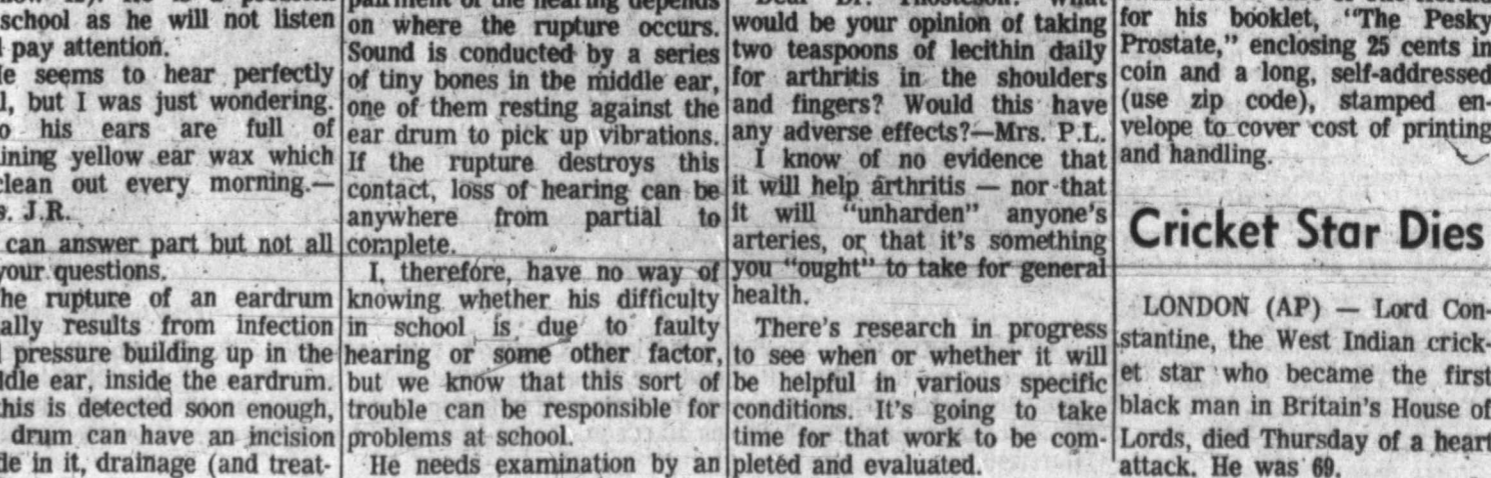 school as he will not listen
pay attention.
seems to hear perfectly
but I was just wondering.
his ears are full of
yellow ear wax which
clean out every morning.—
J.R.
can answer part but not all
your questions.
he rupture of an eardrum
ally results from infection
pressure building up in the
ddle ear, inside the eardrum.
this is detected soon enough,
drum can have an incision
de in it, drainage (and treat-
pairment of the hearing depends
on where the rupture occurs.
Sound is conducted by a series
of tiny bones in the middle ear,
one of them resting against the
ear drum to pick up vibrations.
If the rupture destroys this
contact, loss of hearing can be
anywhere from partial to
complete.
I, therefore, have no way of
knowing whether his difficulty
in school is due to faulty
hearing or some other factor,
but we know that this sort of
trouble can be responsible for
problems at school.
He needs examination by an
Dear Dr. Thosteson: What
would be your opinion of taking
two teaspoons of lecithin daily
for arthritis in the shoulders
and fingers? Would this have
any adverse effects?—Mrs. P.L.
I know of no evidence that
it will help arthritis — nor that
it will "unharden" anyone's
arteries, or that it's something
you "ought" to take for general
health.
There's research in progress
to see when or whether it will
be helpful in various specific
conditions. It's going to take
time for that work to be com-
pleted and evaluated.
for his booklet, "The Pesky
Prostate," enclosing 25 cents in
coin and a long, self-addressed
(use zip code), stamped en-
velope to cover cost of printing
and handling.
Cricket Star Dies
LONDON (AP) — Lord Con-
stantine, the West Indian crick-
et star who became the first
black man in Britain's House of
Lords, died Thursday of a heart
attack. He was 69.